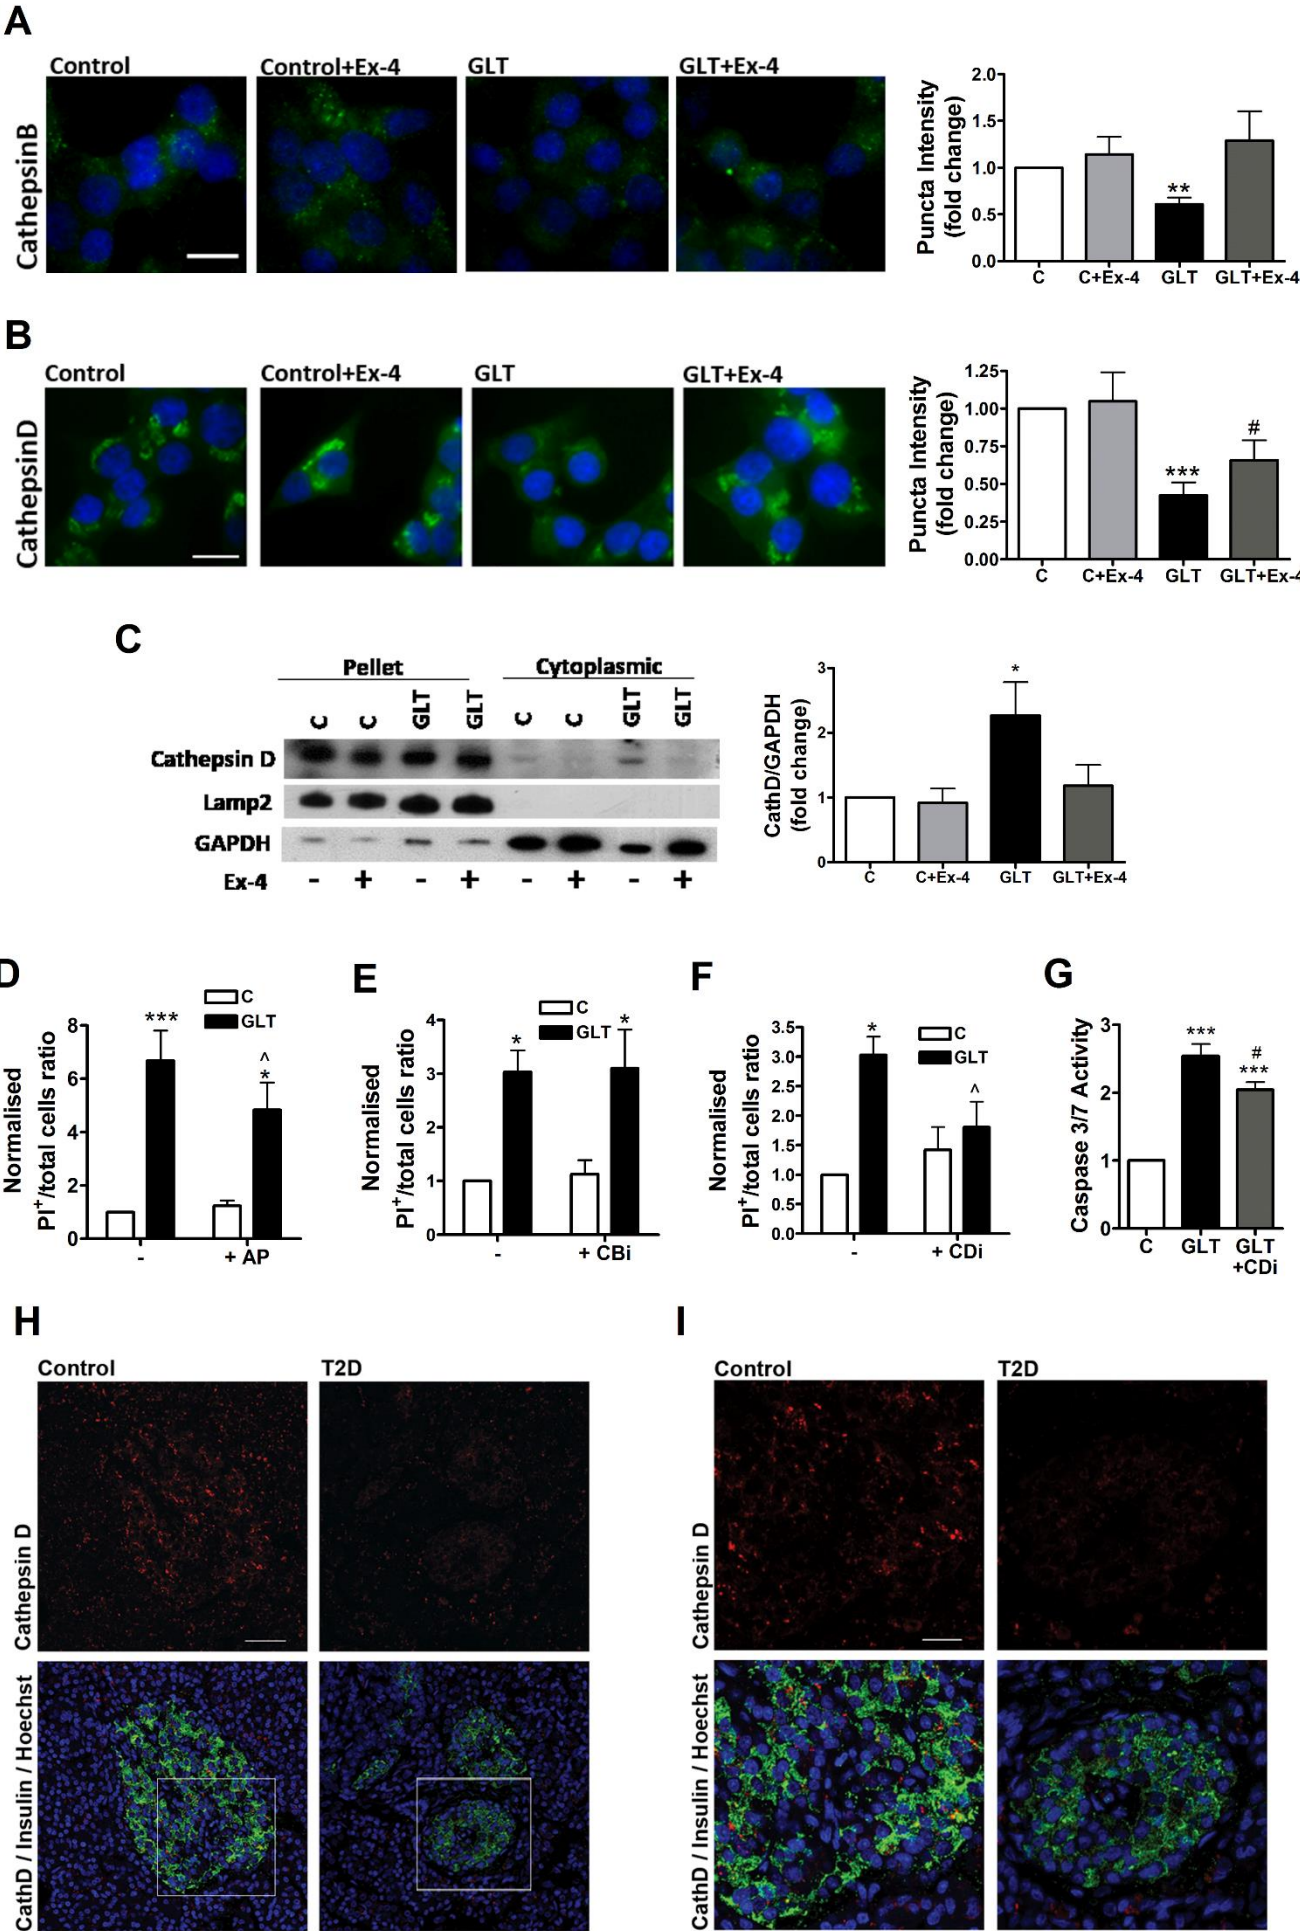 A
Control
Control+Ex-4
GLT
GLT+Ex-4
CathepsinB
Puncta Intensity
(fold change)
2.0
1.5
1.0
0.5
0.0
**
C
C+Ex-4
GLT
GLT+Ex-4
B
Control
Control+Ex-4
GLT
GLT+Ex-4
CathepsinD
Puncta Intensity
(fold change)
1.25
1.00
0.75
0.50
0.25
0.00
***
#
C
C+Ex-4
GLT
GLT+Ex-4
C
Pellet
Cytoplasmic
C C GLT GLT C C GLT GLT
Cathepsin D
Lamp2
GAPDH
Ex-4 - + - + - + - +
CathD/GAPDH
(fold change)
3
2
1
0
*
C
C+Ex-4
GLT
GLT+Ex-4
D
Normalised
PI+/total cells ratio
8
6
4
2
0
C
GLT
***
^
*
-
+ AP
E
Normalised
PI+/total cells ratio
4
3
2
1
0
C
GLT
*
*
-
+ CBi
F
Normalised
PI+/total cells ratio
3.5
3.0
2.5
2.0
1.5
1.0
0.5
0.0
C
GLT
*
^
-
+ CDi
G
Caspase 3/7 Activity
3
2
1
0
***
#
***
C
GLT
GLT
+CDi
H
Control
T2D
Cathepsin D
CathD / Insulin / Hoechst
I
Control
T2D
Cathepsin D
CathD / Insulin / Hoechst